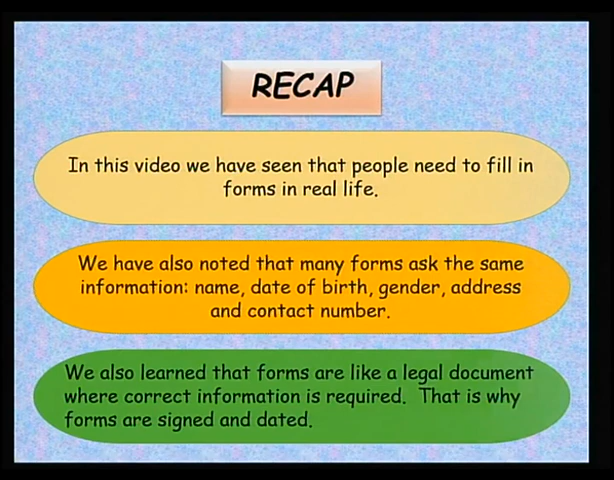 RECAP
In this video we have seen that people need to fill in
forms in real life.
We have also noted that many forms ask the same
information: name, date of birth, gender, address
and contact number.
We also learned that forms are like a legal document
where correct information is required. That is why
forms are signed and dated.